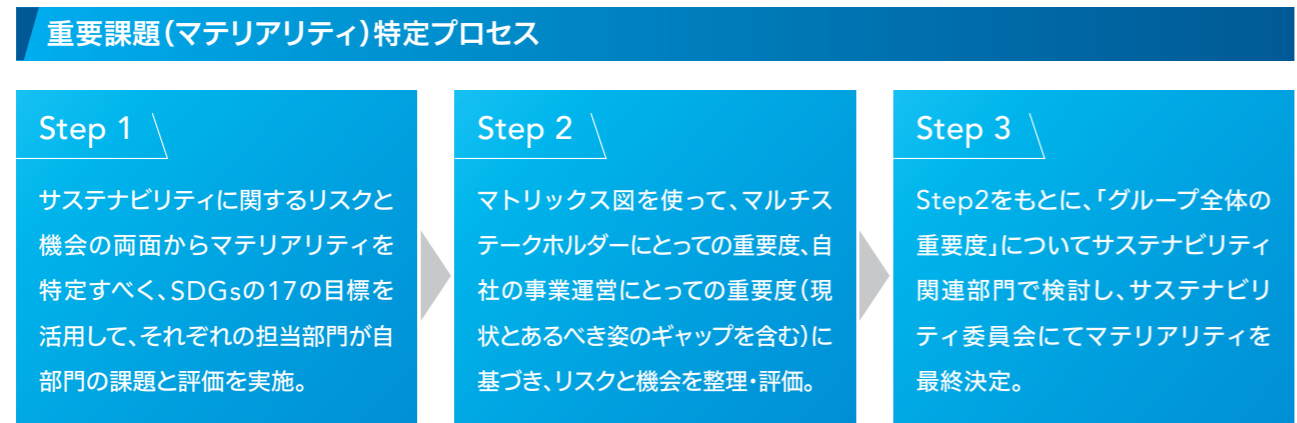 重要課題(マテリアリティ)特定プロセス
Step 1
サステナビリティに関するリスクと
機会の両面からマテリアリティを
特定すべく、SDGsの17の目標を
活用して、それぞれの担当部門が自
部門の課題と評価を実施。
Step 2
マトリックス図を使って、マルチス
テークホルダーにとっての重要度、自
社の事業運営にとっての重要度(現
状とあるべき姿のギャップを含む)に
基づき、リスクと機会を整理・評価。
Step 3
Step2をもとに、「グループ全体の
重要度」についてサステナビリティ
関連部門で検討し、サステナビリ
ティ委員会にてマテリアリティを
最終決定。